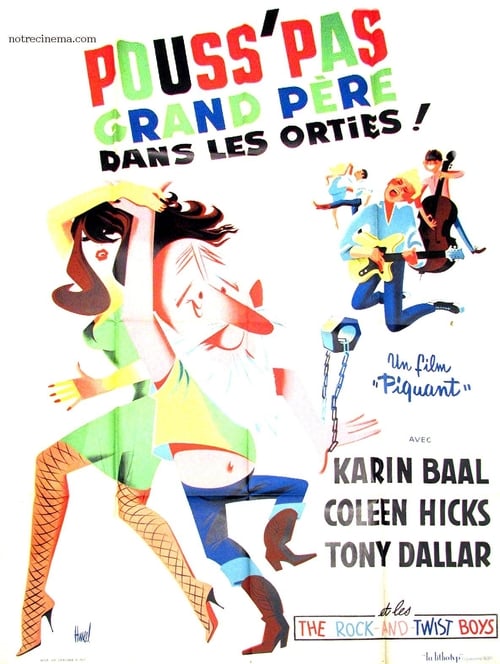 notrecinema.com
POUSS'PAS
GRAND PÈRE
DANS LES ORTiES !
Un film
"Piquant"
AVEC
KARIN BAAL
COLEEN HICKS
TONY DALLAR
et les
THE ROCK-AND-TWIST BOYS
Hurel